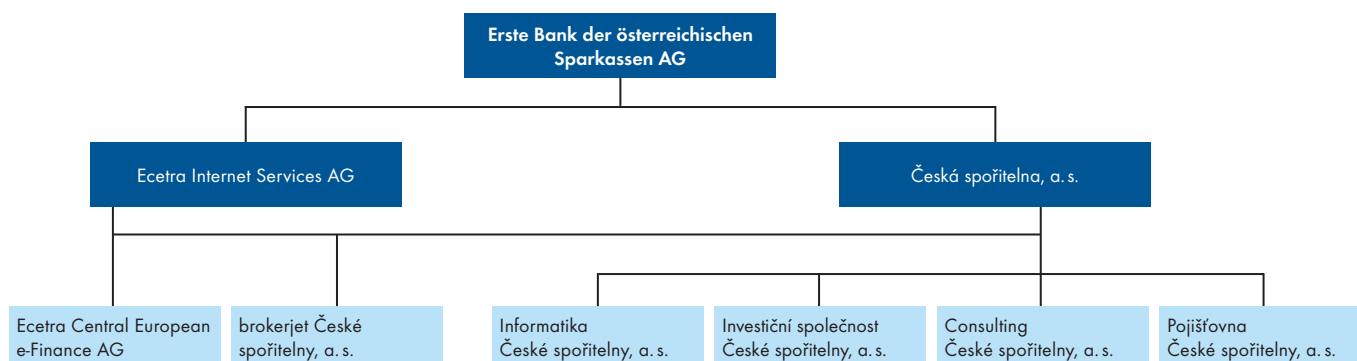 Erste Bank der österreichischen
Sparkassen AG
Ecetra Internet Services AG
Česká spořitelna, a. s.
Ecetra Central European
e-Finance AG
brokerjet České
spořitelny, a. s.
Informatika
České spořitelny, a. s.
Investiční společnost
České spořitelny, a. s.
Consulting
České spořitelny, a. s.
Pojišťovna
České spořitelny, a. s.